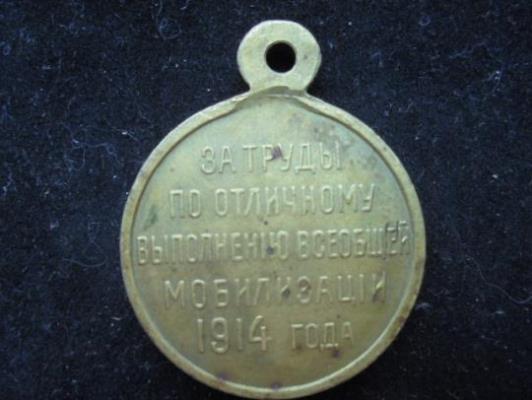 ЗА ТРУДЫ
ПО ОТЛИЧНОМУ
ВЫПОЛНЕНІЮ ВСЕОБЩЕЙ
МОБИЛИЗАЦІИ
1914 ГОДА